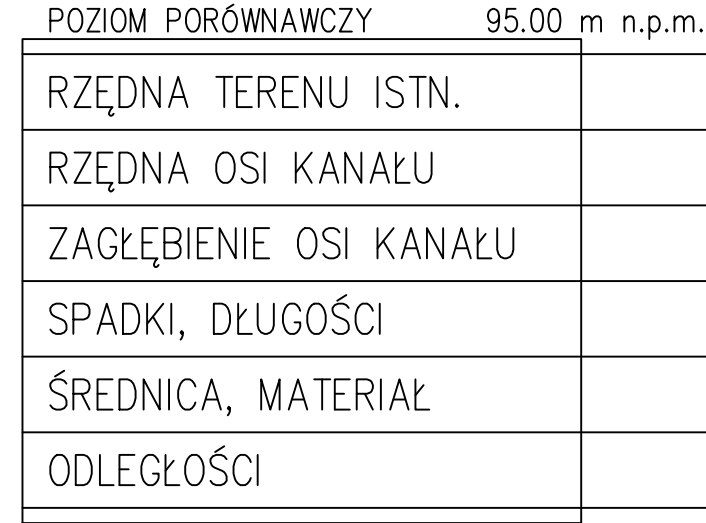 POZIOM PORÓWNAWCZY 95.00 m n.p.m.
RZĘDNA TERENU ISTN.
RZĘDNA OSI KANAŁU
ZAGŁĘBIENIE OSI KANAŁU
SPADKI, DŁUGOŚCI
ŚREDNICA, MATERIAŁ
ODLEGŁOŚCI